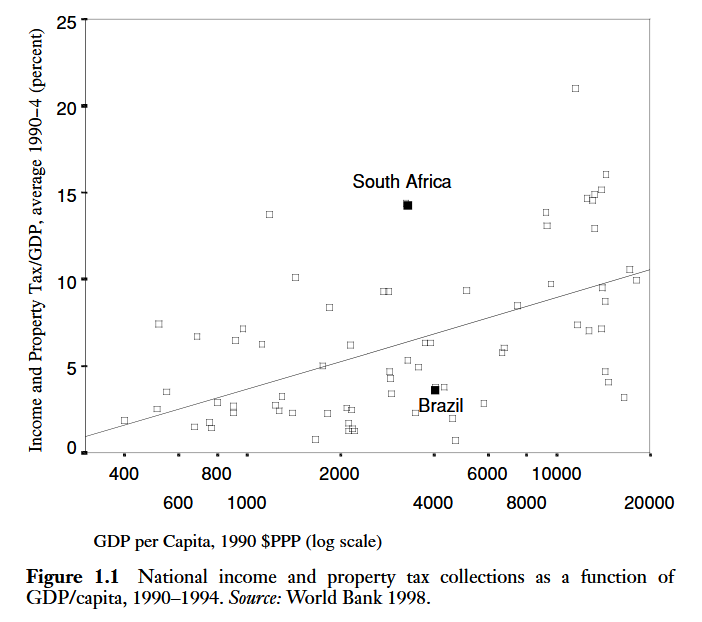 Income and Property Tax/GDP, average 1990–4 (percent)
25
20
15
10
5
0
South Africa
Brazil
400 800 2000 4000 6000 10000
600 1000 8000 20000
GDP per Capita, 1990 $PPP (log scale)
Figure 1.1 National income and property tax collections as a function of
GDP/capita, 1990–1994. Source: World Bank 1998.